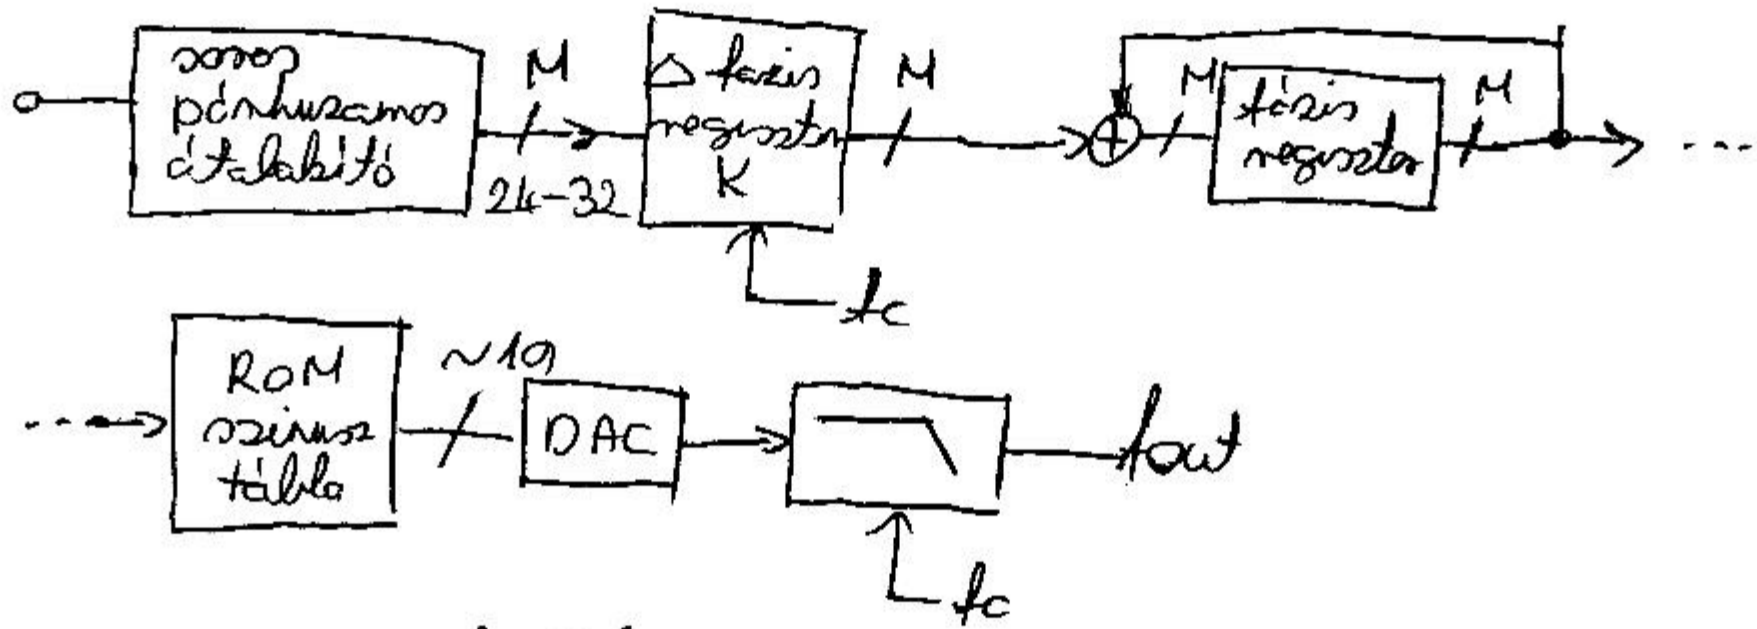 soros
párhuzamos
átalakító
M
24-32
Δ fázis
regiszter
K
M
fc
+
M
fázis
regiszter
M
...
...
ROM
szinusz
tábla
~10
DAC
fout
fc